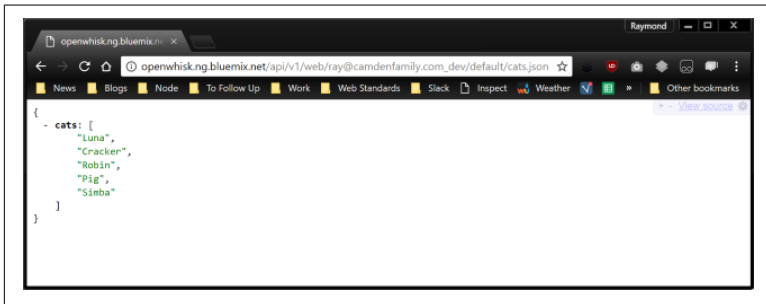 Raymond
openwhisk.ng.bluemix.n
openwhisk.ng.bluemix.net/api/v1/web/ray@camdenfamily.com_dev/default/cats.json
News Blogs Node To Follow Up Work Web Standards Slack Inspect Weather » Other bookmarks
+ - View source
{
- cats: [
"Luna",
"Cracker",
"Robin",
"Pig",
"Simba"
]
}